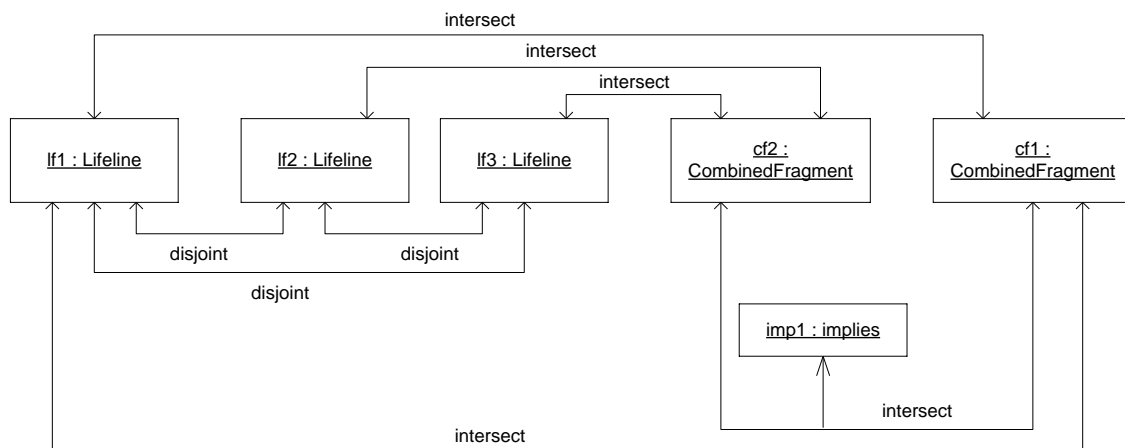 intersect
intersect
intersect
lf1 : Lifeline
lf2 : Lifeline
lf3 : Lifeline
cf2 :
CombinedFragment
cf1 :
CombinedFragment
disjoint
disjoint
disjoint
imp1 : implies
intersect
intersect